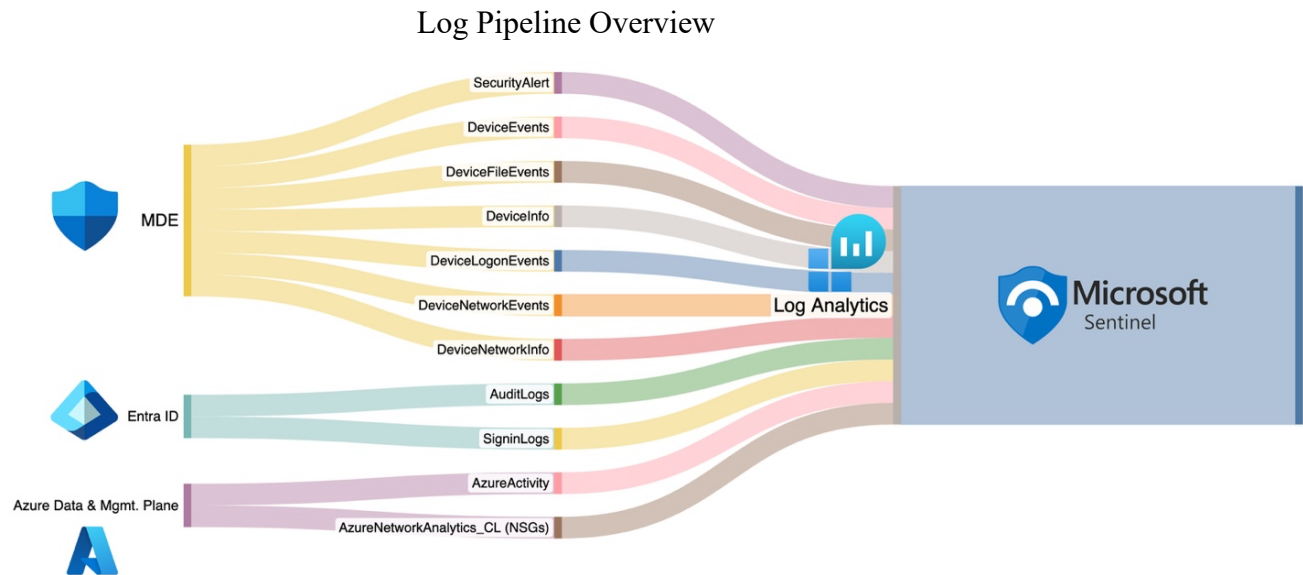 Log Pipeline Overview
SecurityAlert
DeviceEvents
DeviceFileEvents
DeviceInfo
DeviceLogonEvents
DeviceNetworkEvents
DeviceNetworkInfo
AuditLogs
SigninLogs
AzureActivity
AzureNetworkAnalytics_CL (NSGs)
MDE
Entra ID
Azure Data & Mgmt. Plane
Log Analytics
Microsoft
Sentinel